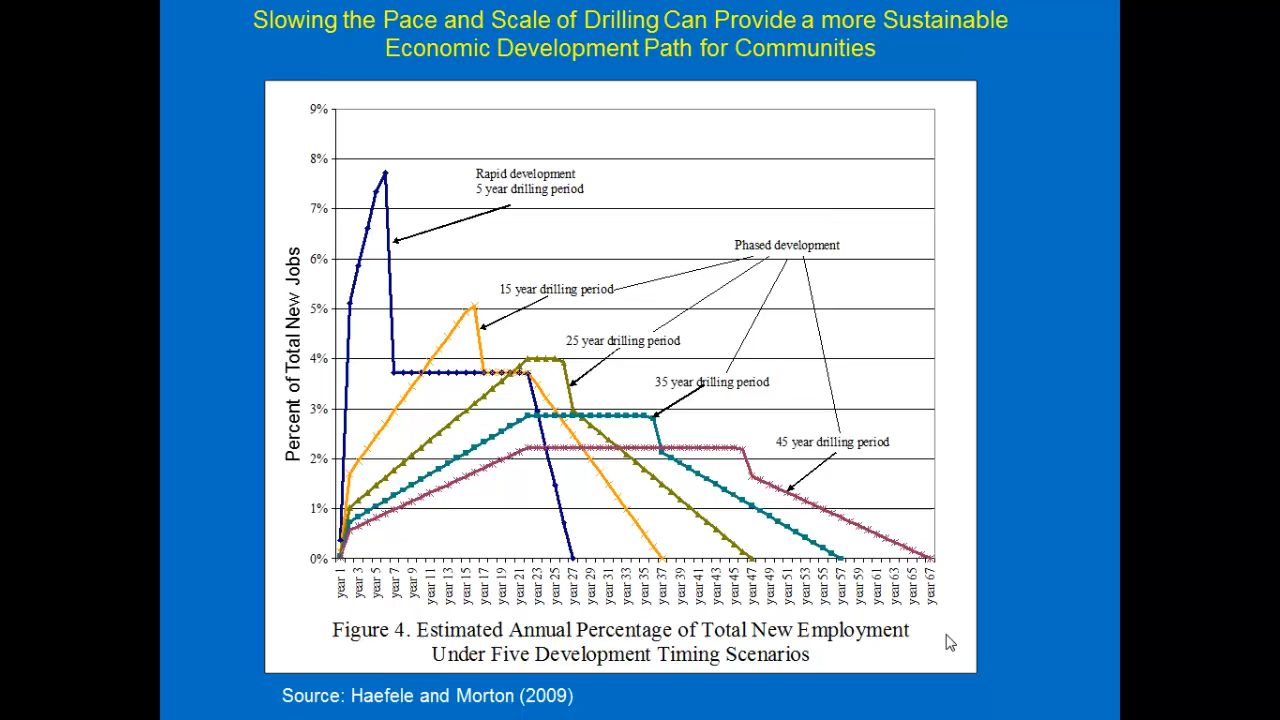 Slowing the Pace and Scale of Drilling Can Provide a more Sustainable
Economic Development Path for Communities
9%
8%
7%
6%
5%
4%
3%
2%
1%
0%
Percent of Total New Jobs
Rapid development
5 year drilling period
Phased development
15 year drilling period
25 year drilling period
35 year drilling period
45 year drilling period
year 1
year 3
year 5
year 7
year 9
year 11
year 13
year 15
year 17
year 19
year 21
year 23
year 25
year 27
year 29
year 31
year 33
year 35
year 37
year 39
year 41
year 43
year 45
year 47
year 49
year 51
year 53
year 55
year 57
year 59
year 61
year 63
year 65
year 67
Figure 4. Estimated Annual Percentage of Total New Employment
Under Five Development Timing Scenarios
Source: Haefele and Morton (2009)